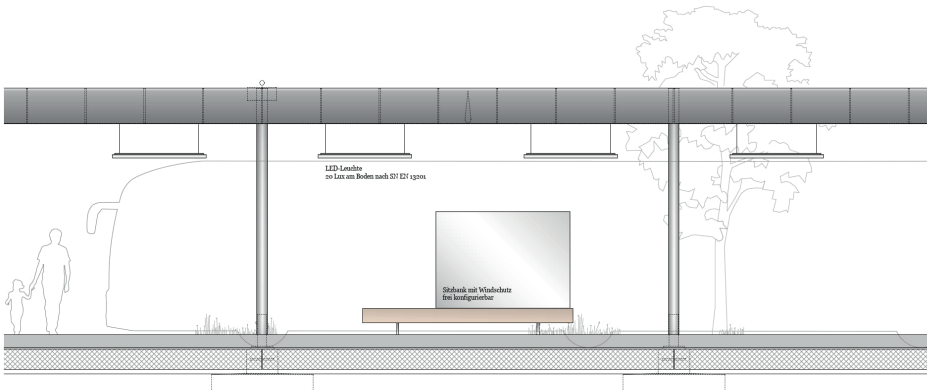 LED-Leuchte
20 Lux am Boden nach SN EN 13201
Sitzbank mit Windschutz
frei konfigurierbar